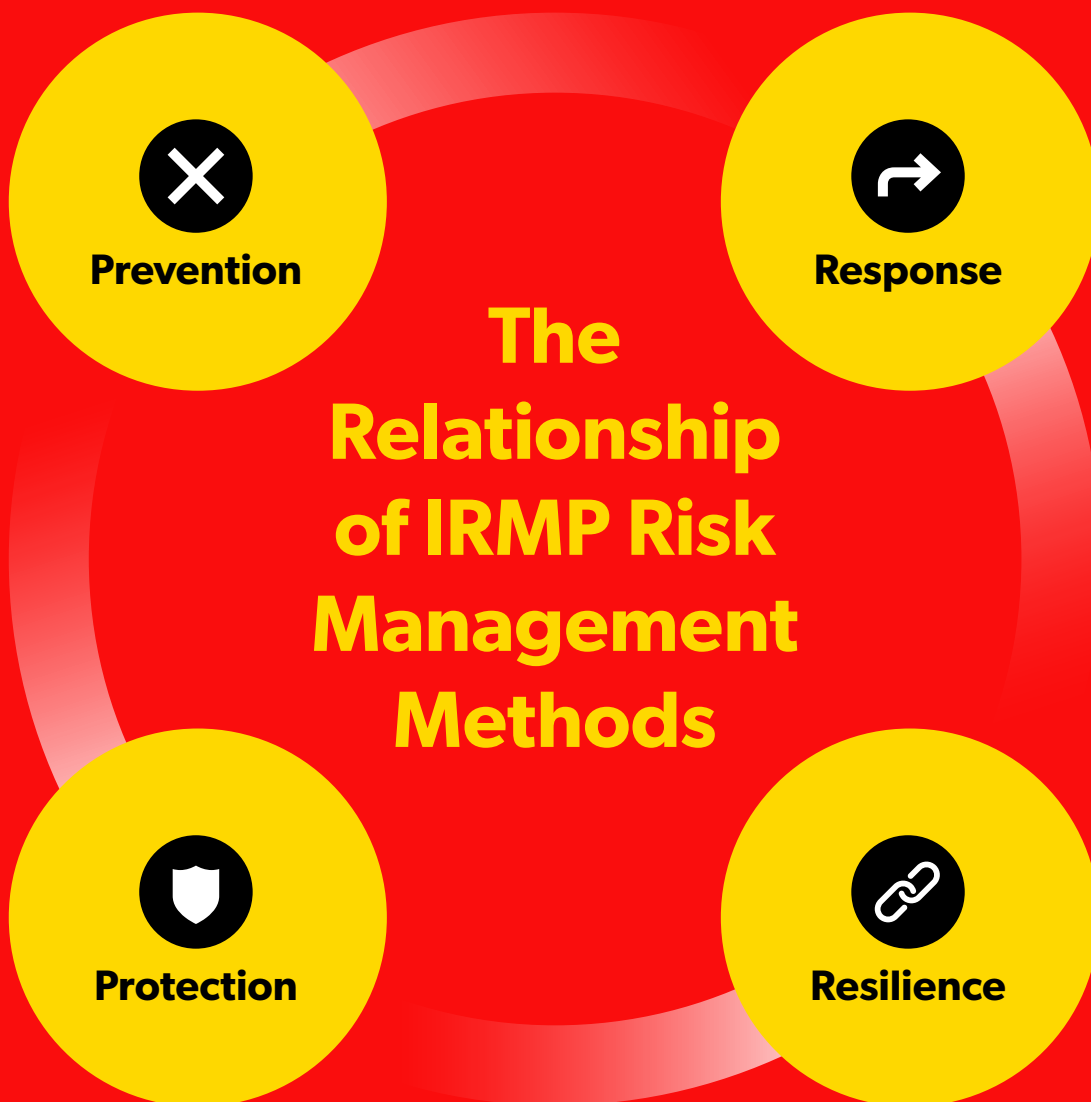 Prevention
Response
The
Relationship
of IRMP Risk
Management
Methods
Protection
Resilience